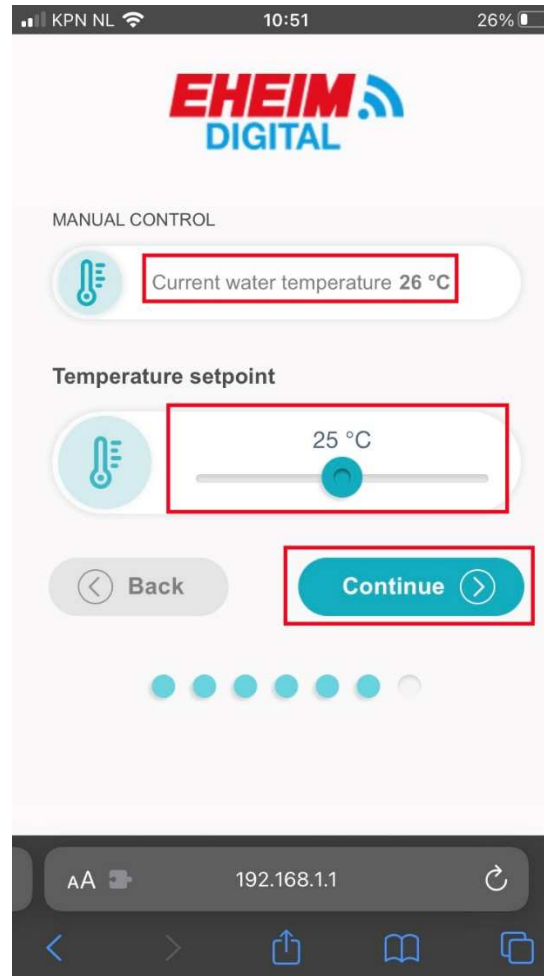 KPN NL 10:51 26%
EHEIM
DIGITAL
MANUAL CONTROL
Current water temperature 26 °C
Temperature setpoint
25 °C
Back Continue
AA 192.168.1.1